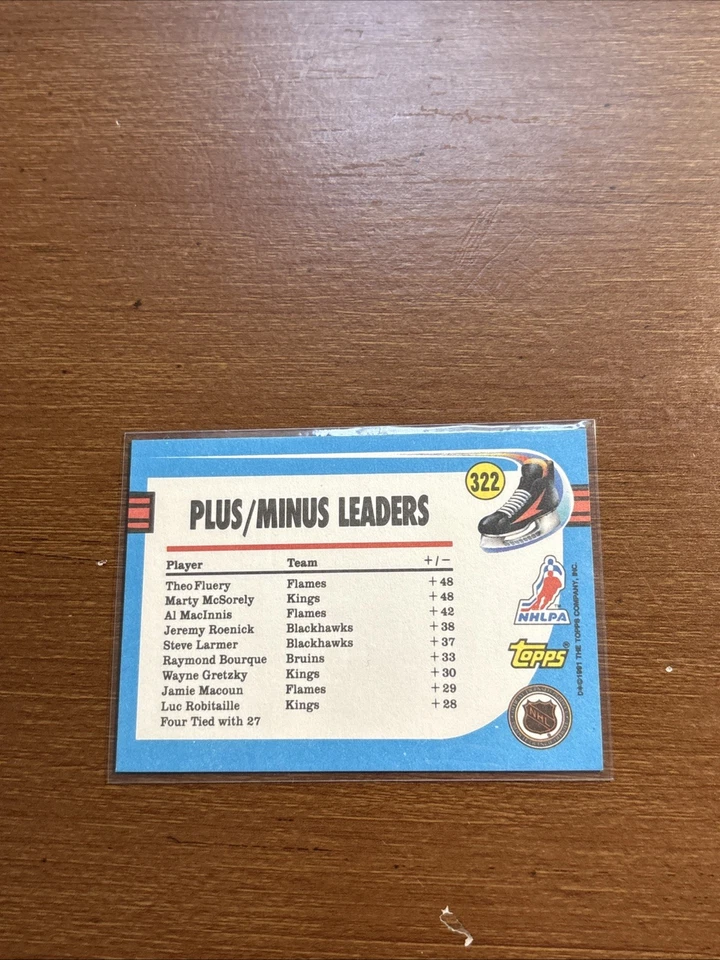 322
PLUS/MINUS LEADERS
Player Team +/-
Theo Fluery Flames +48
Marty McSorely Kings +48
Al MacInnis Flames +42
Jeremy Roenick Blackhawks +38
Steve Larmer Blackhawks +37
Raymond Bourque Bruins +33
Wayne Gretzky Kings +30
Jamie Macoun Flames +29
Luc Robitaille Kings +28
Four Tied with 27
NHLPA
TOPPS®
NHL
D*©1991 THE TOPPS COMPANY, INC.